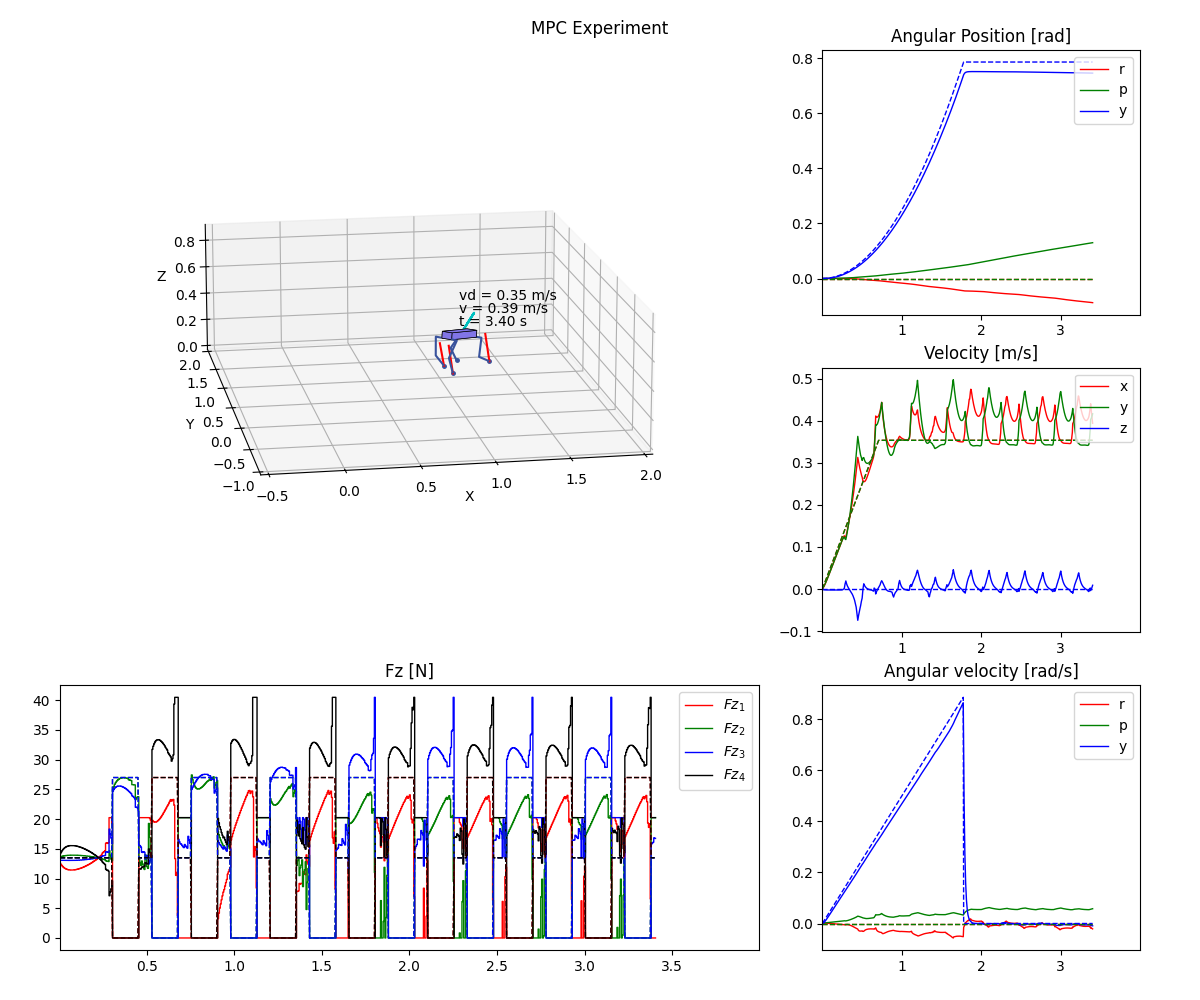 MPC Experiment
Z
0.8
0.6
0.4
0.2
0.0
2.0
1.5
1.0
0.5
0.0
−0.5
−1.0
Y
−0.5
0.0
0.5
1.0
1.5
2.0
X
vd = 0.35 m/s
v = 0.39 m/s
t = 3.40 s
Angular Position [rad]
0.8
0.6
0.4
0.2
0.0
1 2 3
r
p
y
Velocity [m/s]
0.5
0.4
0.3
0.2
0.1
0.0
−0.1
1 2 3
x
y
z
Fz [N]
40
35
30
25
20
15
10
5
0
0.5 1.0 1.5 2.0 2.5 3.0 3.5
Fz1
Fz2
Fz3
Fz4
Angular velocity [rad/s]
0.8
0.6
0.4
0.2
0.0
1 2 3
r
p
y